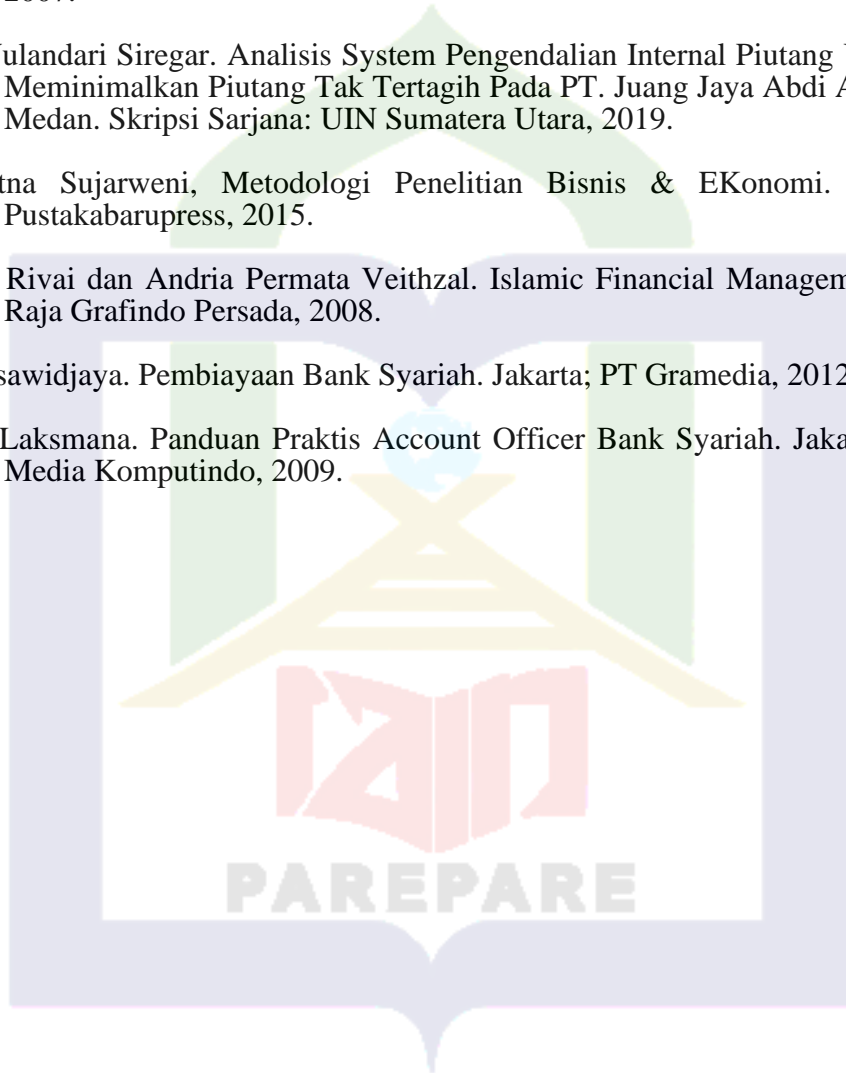 2007.
ulandari Siregar. Analisis System Pengendalian Internal Piutang
Meminimalkan Piutang Tak Tertagih Pada PT. Juang Jaya Abdi A
Medan. Skripsi Sarjana: UIN Sumatera Utara, 2019.
tna Sujarweni, Metodologi Penelitian Bisnis & EKonomi.
Pustakabarupress, 2015.
Rivai dan Andria Permata Veithzal. Islamic Financial Managem
Raja Grafindo Persada, 2008.
sawidjaya. Pembiayaan Bank Syariah. Jakarta; PT Gramedia, 2012
Laksmana. Panduan Praktis Account Officer Bank Syariah. Jaka
Media Komputindo, 2009.
iain
PAREPARE